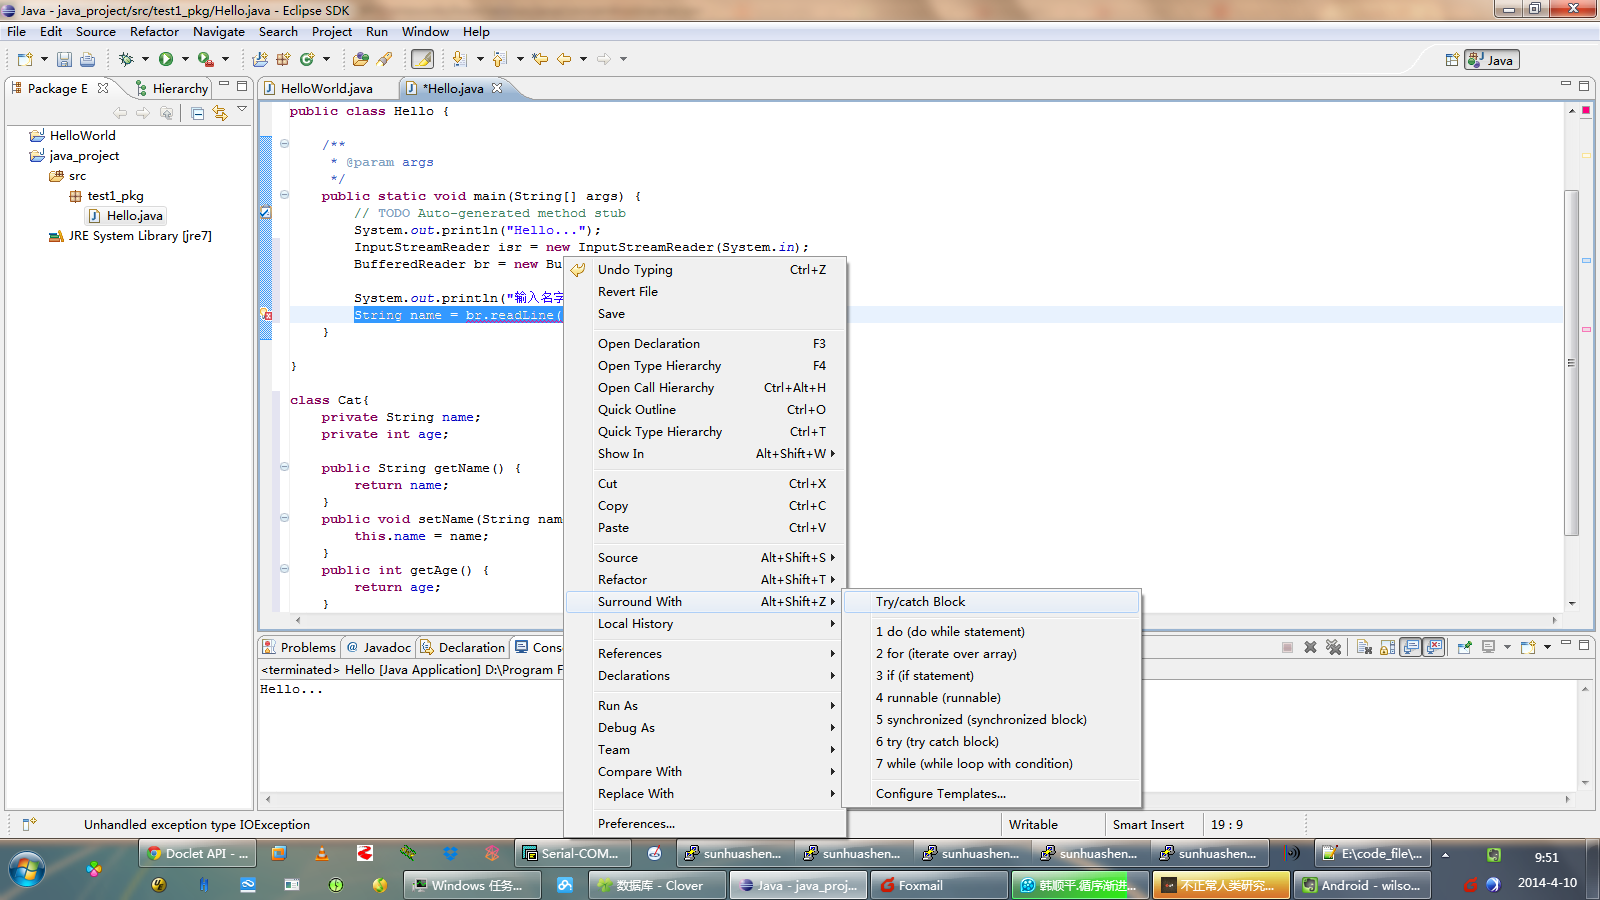 Java - java_project/src/test1_pkg/Hello.java - Eclipse SDK
File Edit Source Refactor Navigate Search Project Run Window Help
Java
Package E
Hierarchy
HelloWorld.java
*Hello.java
HelloWorld
java_project
src
test1_pkg
Hello.java
JRE System Library [jre7]
public class Hello {
/**
* @param args
*/
public static void main(String[] args) {
// TODO Auto-generated method stub
System.out.println("Hello...");
InputStreamReader isr = new InputStreamReader(System.in);
BufferedReader br = new Bu
System.out.println("输入名字
String name = br.readLine(
}
}
class Cat{
private String name;
private int age;
public String getName() {
return name;
}
public void setName(String nam
this.name = name;
}
public int getAge() {
return age;
}
Undo Typing Ctrl+Z
Revert File
Save
Open Declaration F3
Open Type Hierarchy F4
Open Call Hierarchy Ctrl+Alt+H
Quick Outline Ctrl+O
Quick Type Hierarchy Ctrl+T
Show In Alt+Shift+W
Cut Ctrl+X
Copy Ctrl+C
Paste Ctrl+V
Source Alt+Shift+S
Refactor Alt+Shift+T
Surround With Alt+Shift+Z
Local History
References
Declarations
Run As
Debug As
Team
Compare With
Replace With
Preferences...
Try/catch Block
1 do (do while statement)
2 for (iterate over array)
3 if (if statement)
4 runnable (runnable)
5 synchronized (synchronized block)
6 try (try catch block)
7 while (while loop with condition)
Configure Templates...
Problems @ Javadoc Declaration Cons
<terminated> Hello [Java Application] D:\Program F
Hello...
Unhandled exception type IOException
Writable
Smart Insert
19 : 9
Doclet API - ...
Serial-COM...
sunhuashen...
sunhuashen...
sunhuashen...
sunhuashen...
sunhuashen...
E:\code_file\...
9:51
Windows 任务...
数据库 - Clover
Java - java_proj...
Foxmail
韩顺平.循序渐进...
不正常人类研究...
Android - wilso...
2014-4-10